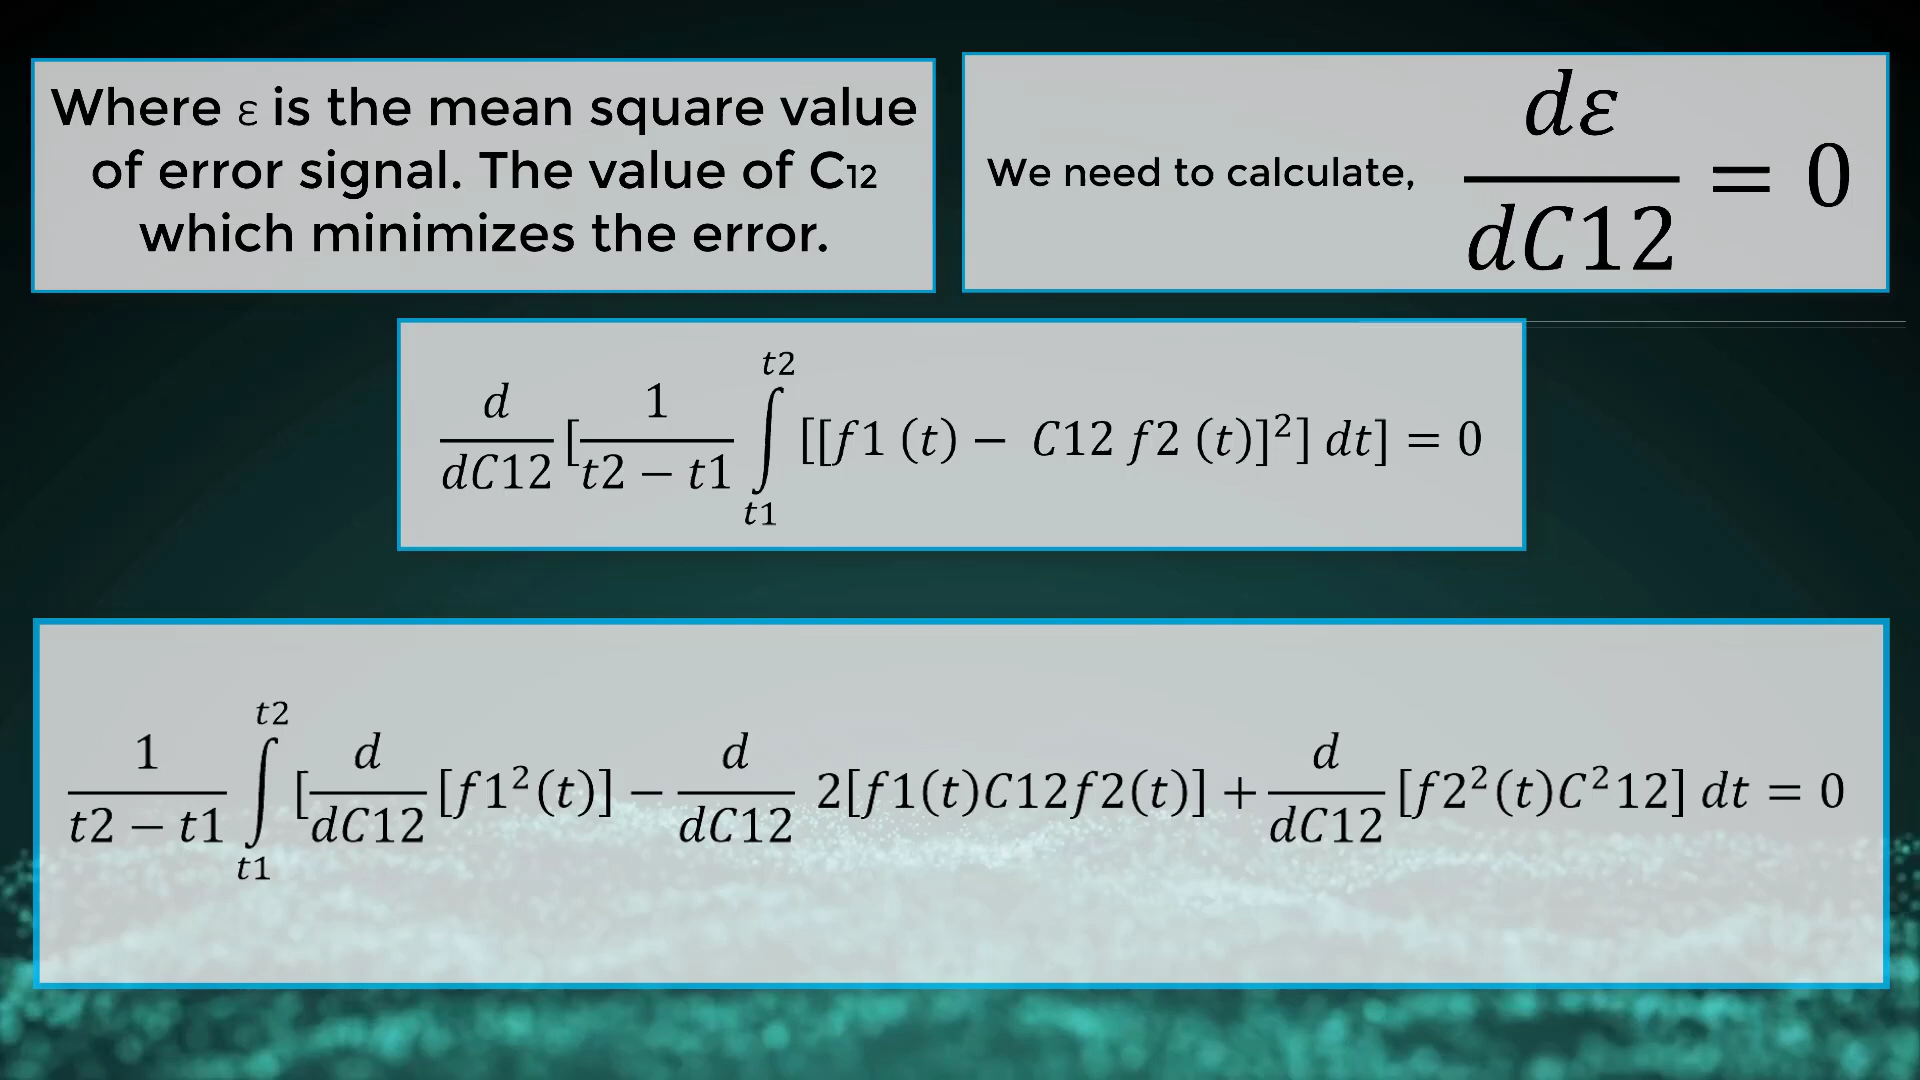 Where ε is the mean square value
of error signal. The value of C₁₂
which minimizes the error.
We need to calculate, dε/dC12 = 0
d/dC12 [1/(t2 − t1) ∫_{t1}^{t2} [[f1 (t) − C12 f2 (t)]²] dt] = 0
1/(t2 − t1) ∫_{t1}^{t2} [d/dC12 [f1²(t)] − d/dC12 2[f1(t)C12f2(t)] + d/dC12 [f2²(t)C²12] dt = 0